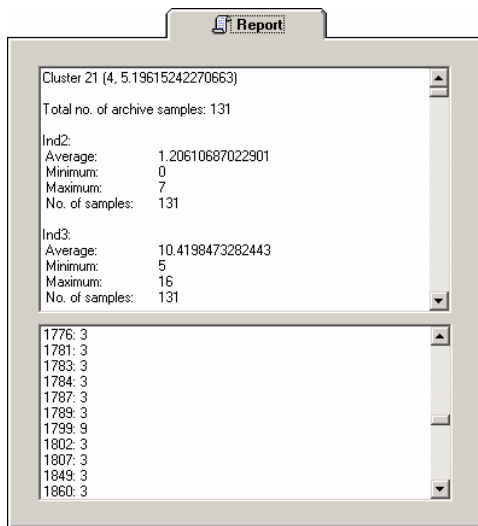 Report
Cluster 21 (4, 5.19615242270663)
Total no. of archive samples: 131
Ind2:
Average: 1.20610687022901
Minimum: 0
Maximum: 7
No. of samples: 131
Ind3:
Average: 10.4198473282443
Minimum: 5
Maximum: 16
No. of samples: 131
1776: 3
1781: 3
1783: 3
1784: 3
1787: 3
1789: 3
1799: 9
1802: 3
1807: 3
1849: 3
1860: 3